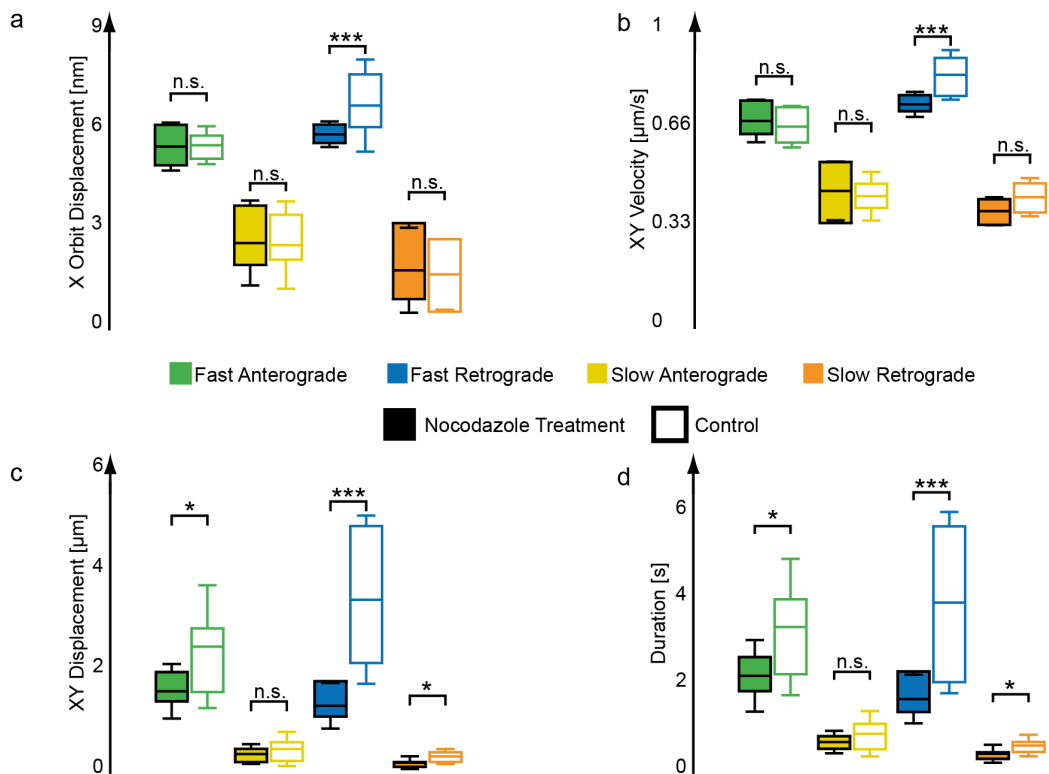 a
X Orbit Displacement [nm]
9
6
3
0
n.s.
n.s.
***
n.s.
b
XY Velocity [µm/s]
1
0.66
0.33
0
n.s.
n.s.
***
n.s.
Fast Anterograde
Fast Retrograde
Slow Anterograde
Slow Retrograde
Nocodazole Treatment
Control
c
XY Displacement [µm]
6
4
2
0
*
n.s.
***
*
d
Duration [s]
6
4
2
0
*
n.s.
***
*